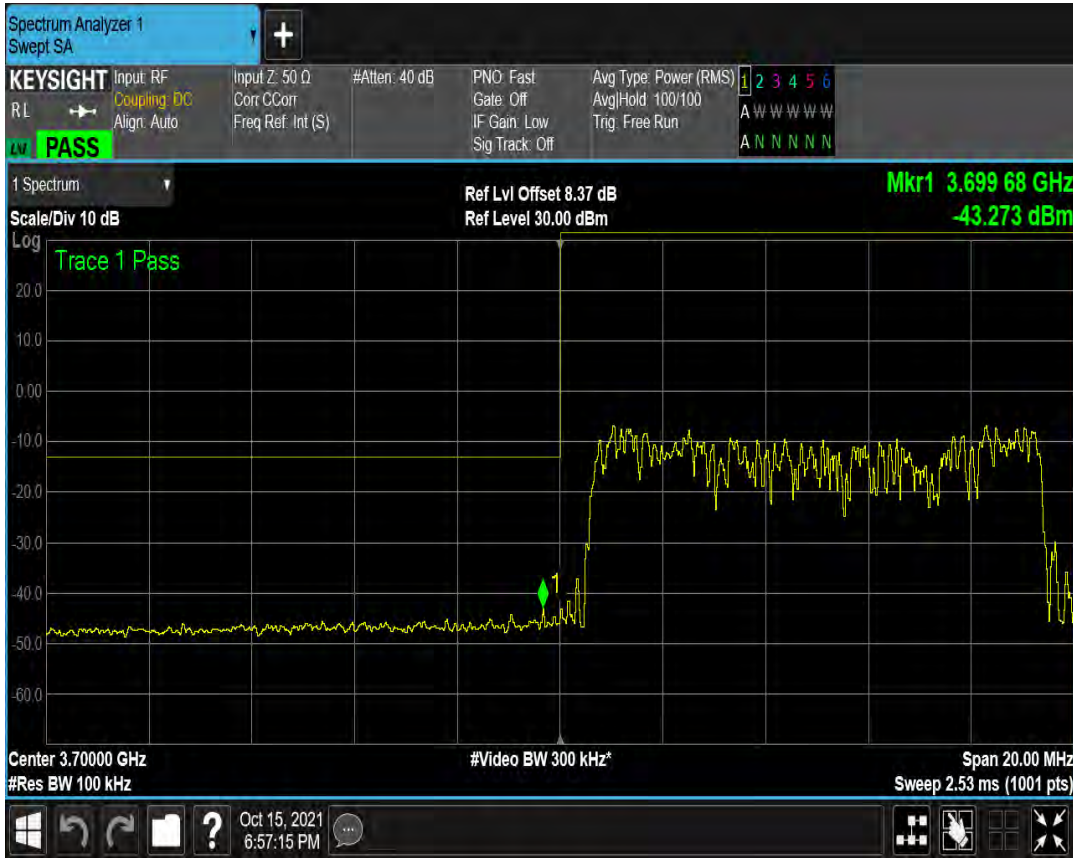 Spectrum Analyzer 1
Swept SA
+
KEYSIGHT
RL
LXI PASS
Input: RF
Coupling: DC
Align: Auto
Input Z: 50 Ω
Corr CCorr
Freq Ref: Int (S)
#Atten: 40 dB
PNO: Fast
Gate: Off
IF Gain: Low
Sig Track: Off
Avg Type: Power (RMS)
Avg|Hold: 100/100
Trig: Free Run
1 2 3 4 5 6
A W W W W W
A N N N N N
1 Spectrum
Scale/Div 10 dB
Ref Lvl Offset 8.37 dB
Ref Level 30.00 dBm
Mkr1 3.699 68 GHz
-43.273 dBm
Log
Trace 1 Pass
20.0
10.0
0.00
-10.0
-20.0
-30.0
-40.0
-50.0
-60.0
1
Center 3.70000 GHz
#Res BW 100 kHz
#Video BW 300 kHz*
Span 20.00 MHz
Sweep 2.53 ms (1001 pts)
?
Oct 15, 2021
6:57:15 PM